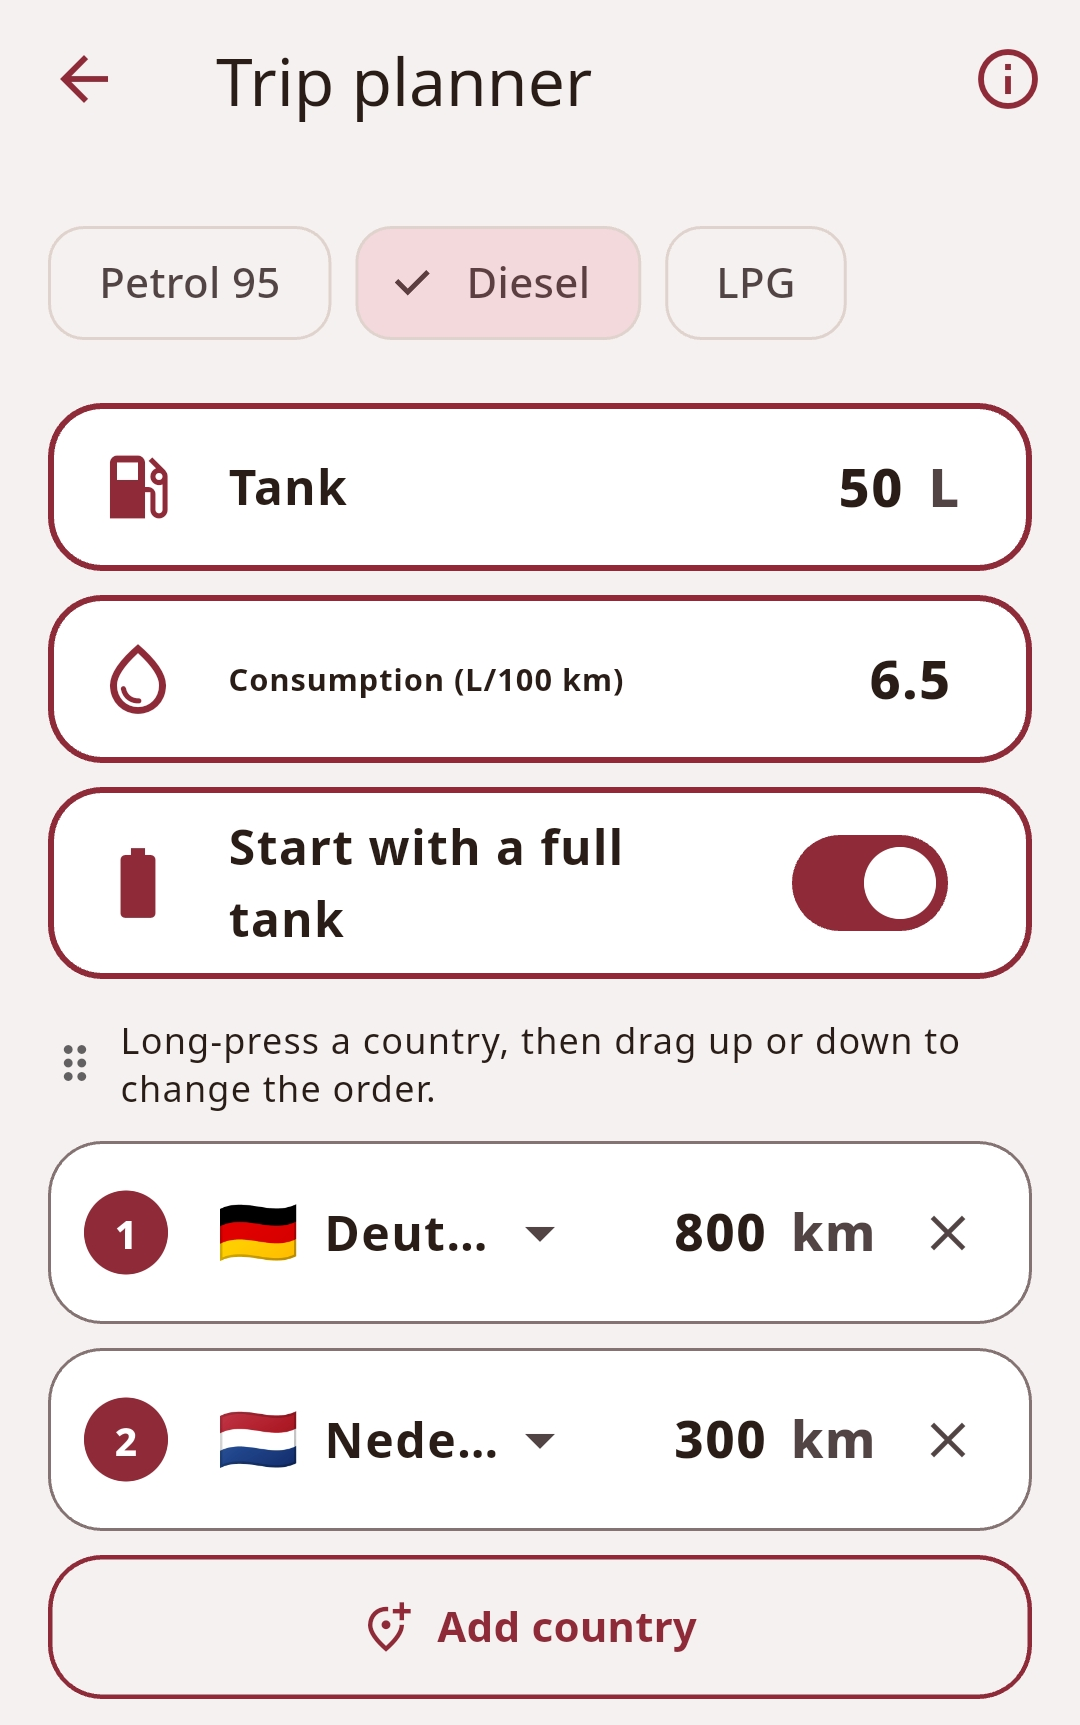 Trip planner
Petrol 95
Diesel
LPG
Tank
50 L
Consumption (L/100 km)
6.5
Start with a full
tank
Long-press a country, then drag up or down to
change the order.
1
Deut...
800 km
2
Nede...
300 km
Add country